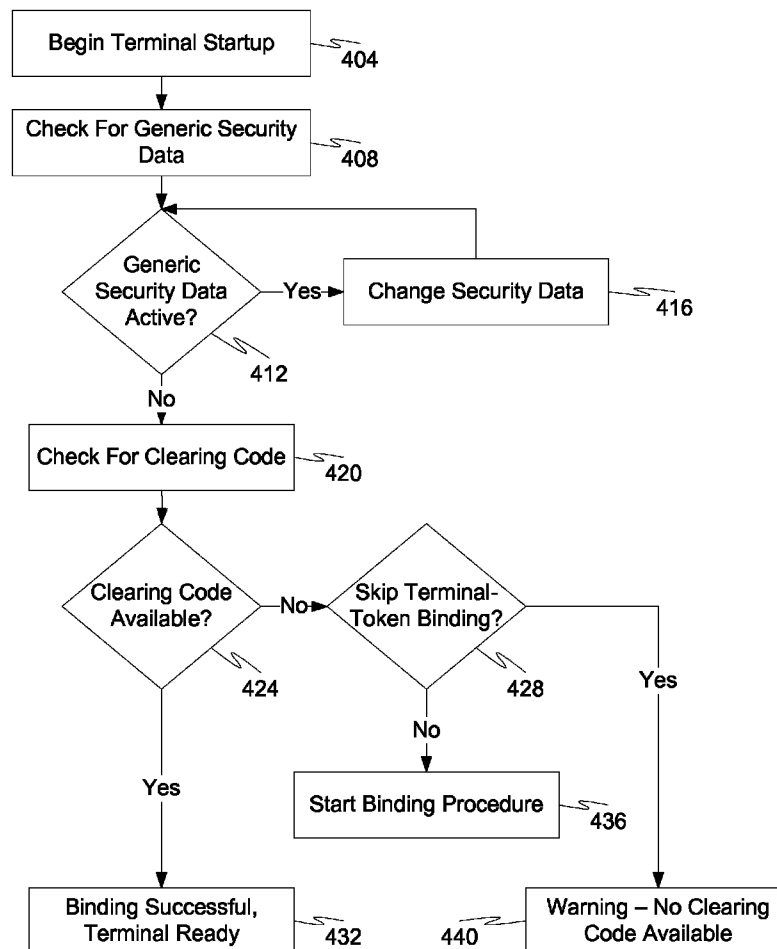 Begin Terminal Startup
404
Check For Generic Security
Data
408
Generic
Security Data
Active?
Yes
Change Security Data
416
412
No
Check For Clearing Code
420
Clearing Code
Available?
No
Skip Terminal-
Token Binding?
424
428
Yes
No
Yes
Start Binding Procedure
436
Binding Successful,
Terminal Ready
432
440
Warning – No Clearing
Code Available